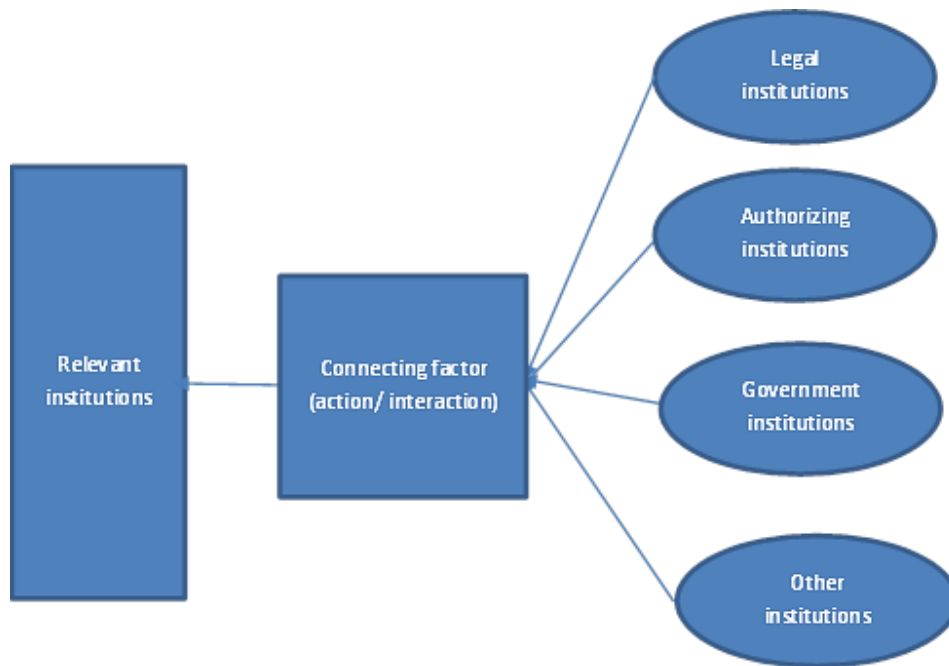 Legal
institutions
Authorizing
institutions
Relevant
institutions
Connecting factor
(action/ interaction)
Government
institutions
Other
institutions